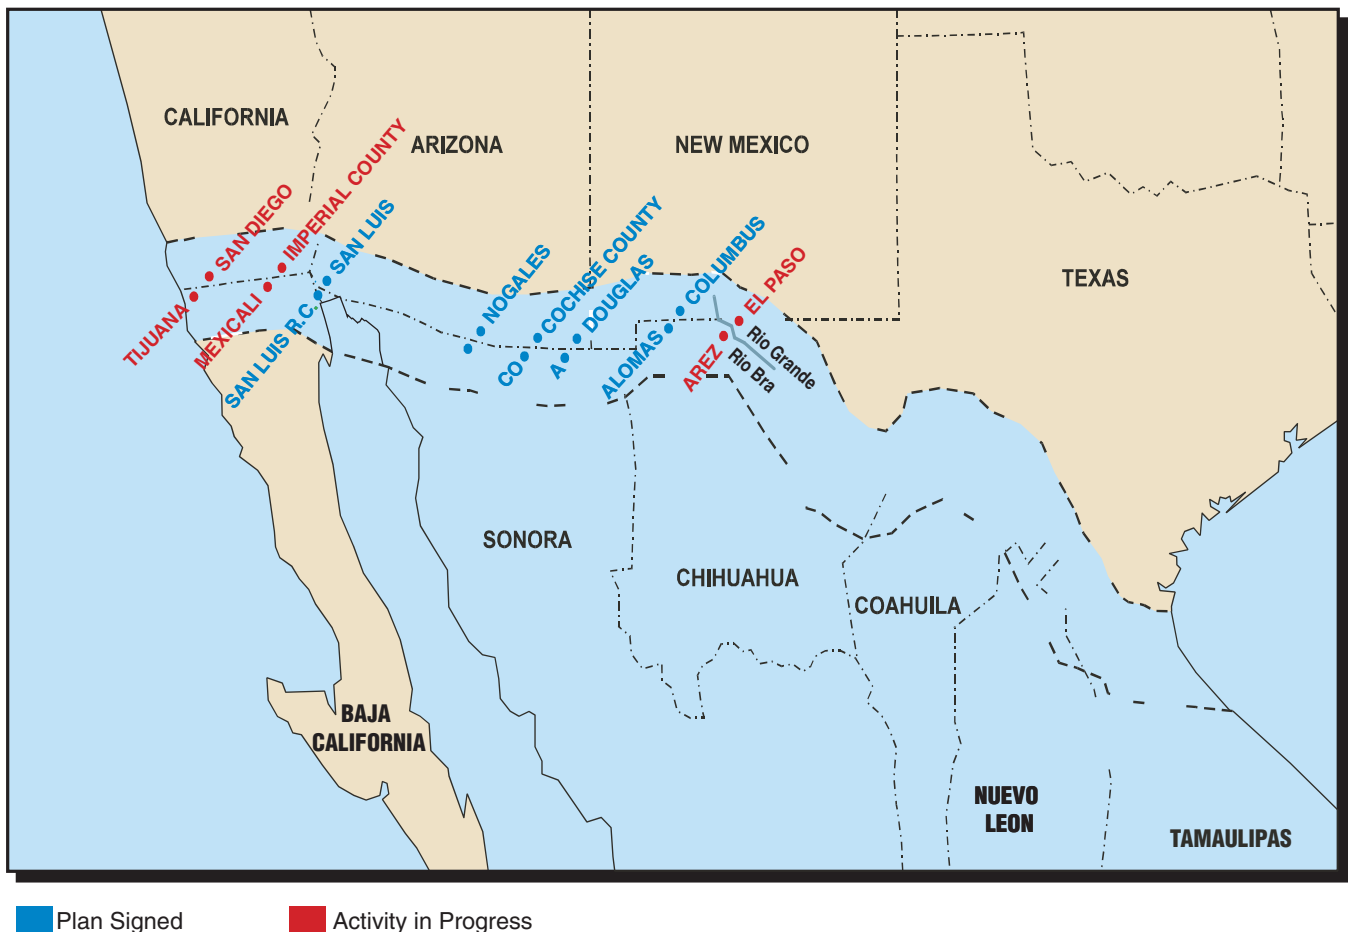 CALIFORNIA
ARIZONA
NEW MEXICO
TEXAS
SAN DIEGO
IMPERIAL COUNTY
SAN LUIS
NOGALES
COCHISE COUNTY
DOUGLAS
COLUMBUS
EL PASO
TIJUANA
MEXICALI
SAN LUIS R.C.
CO
A
ALOMAS
AREZ
Rio Grande
Rio Bra
SONORA
CHIHUAHUA
COAHUILA
BAJA
CALIFORNIA
NUEVO
LEON
TAMAULIPAS
Plan Signed
Activity in Progress